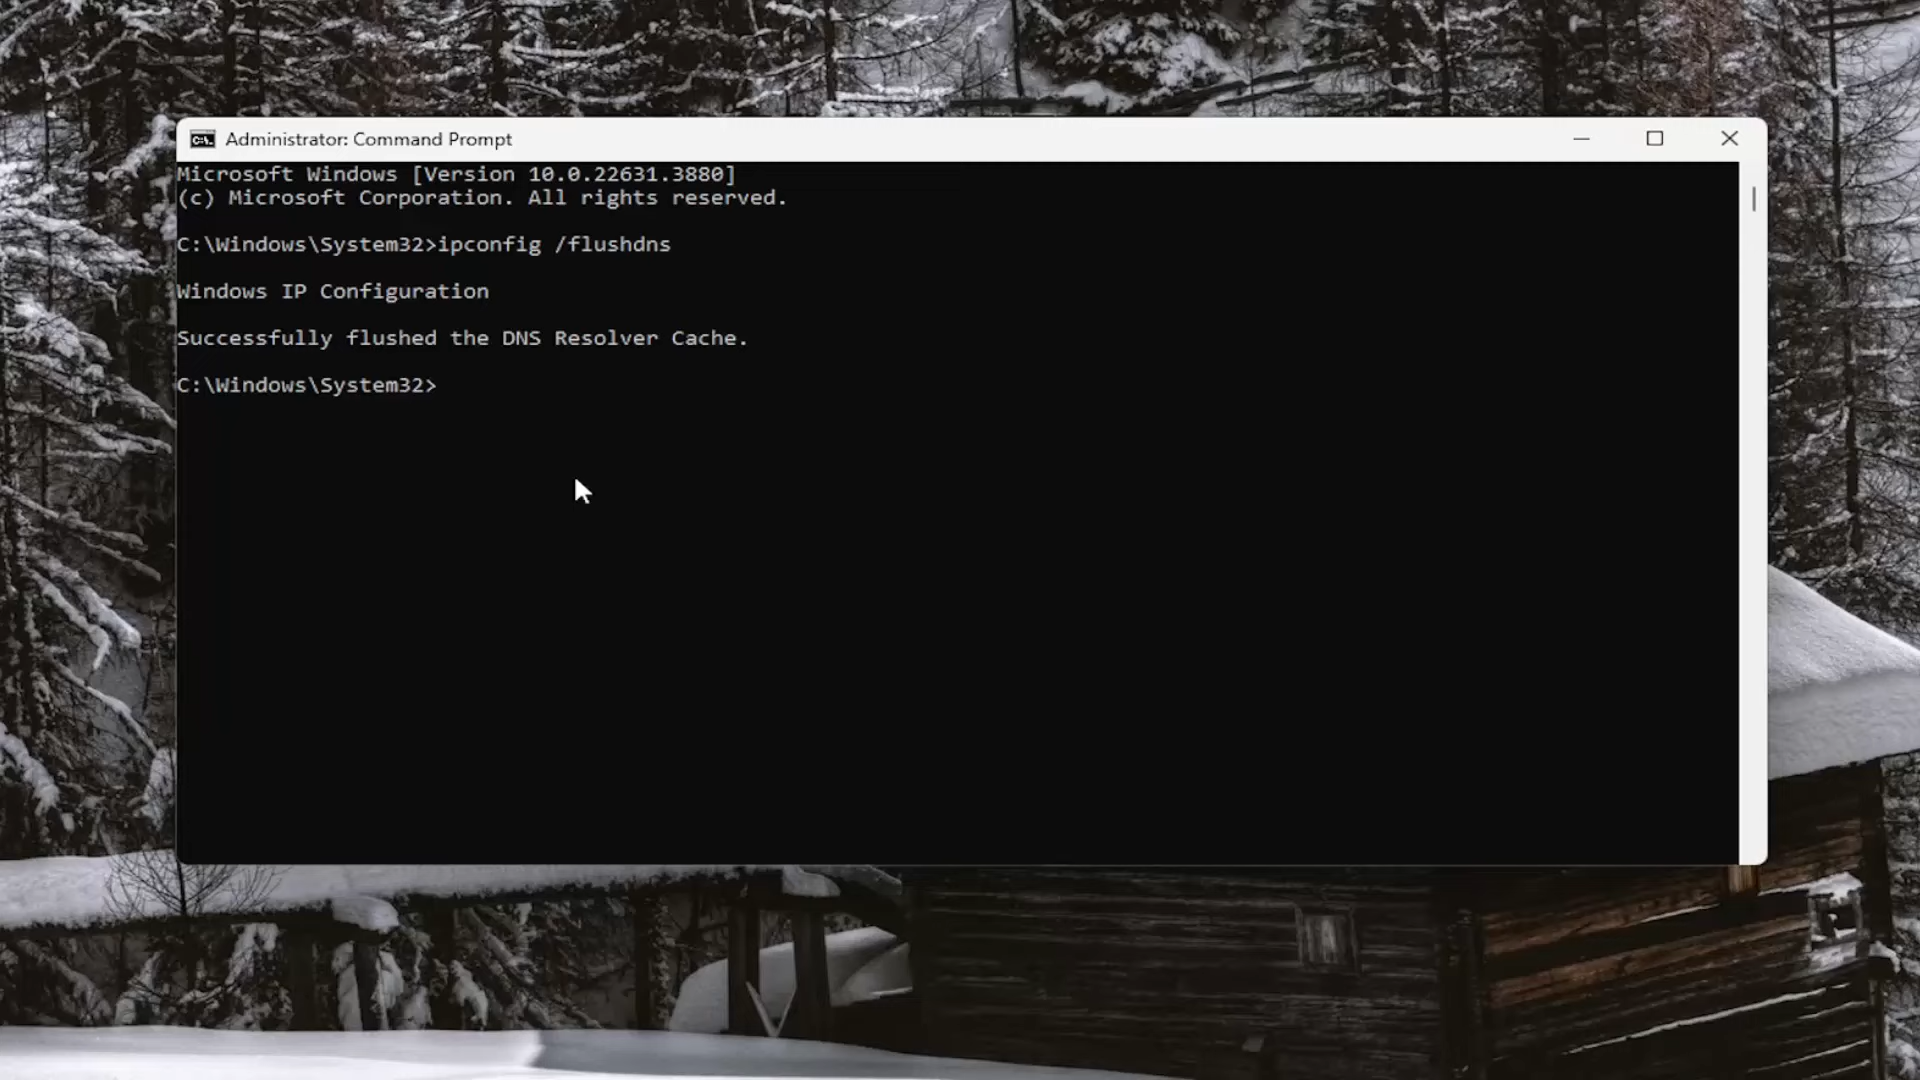 Administrator: Command Prompt
Microsoft Windows [Version 10.0.22631.3880]
(c) Microsoft Corporation. All rights reserved.
C:\Windows\System32>ipconfig /flushdns
Windows IP Configuration
Successfully flushed the DNS Resolver Cache.
C:\Windows\System32>